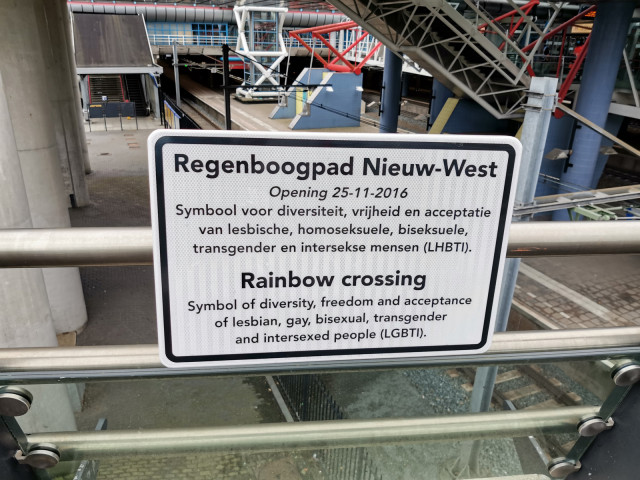 Regenboogpad Nieuw-West
Opening 25-11-2016
Symbool voor diversiteit, vrijheid en acceptatie
van lesbische, homoseksuele, biseksuele,
transgender en intersekse mensen (LHBTI).
Rainbow crossing
Symbol of diversity, freedom and acceptance
of lesbian, gay, bisexual, transgender
and intersexed people (LGBTI).